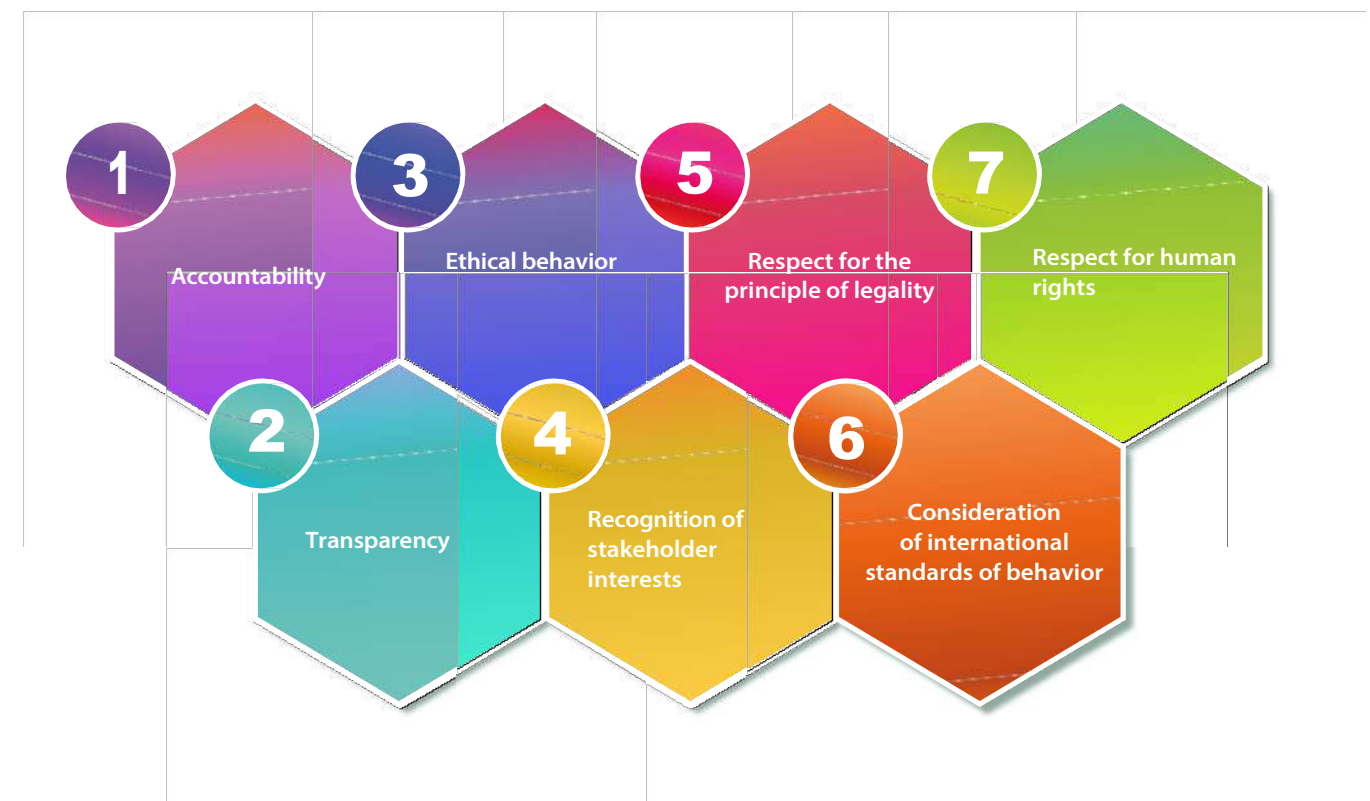 1
Accountability
2
Transparency
3
Ethical behavior
4
Recognition of
stakeholder
interests
5
Respect for the
principle of legality
6
Consideration
of international
standards of behavior
7
Respect for human
rights